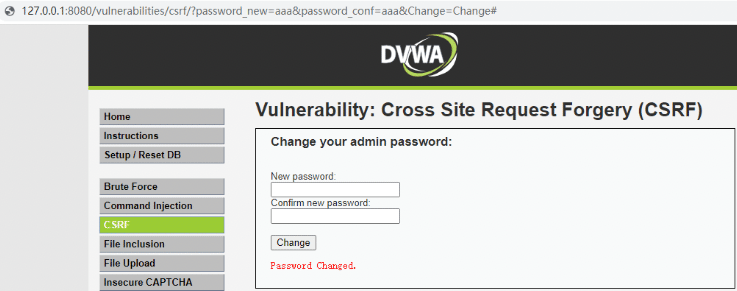 127.0.0.1:8080/vulnerabilities/csrf/?password_new=aaa&password_conf=aaa&Change=Change#
DVWA
Home
Instructions
Setup / Reset DB
Brute Force
Command Injection
CSRF
File Inclusion
File Upload
Insecure CAPTCHA
Vulnerability: Cross Site Request Forgery (CSRF)
Change your admin password:
New password:
Confirm new password:
Change
Password Changed.